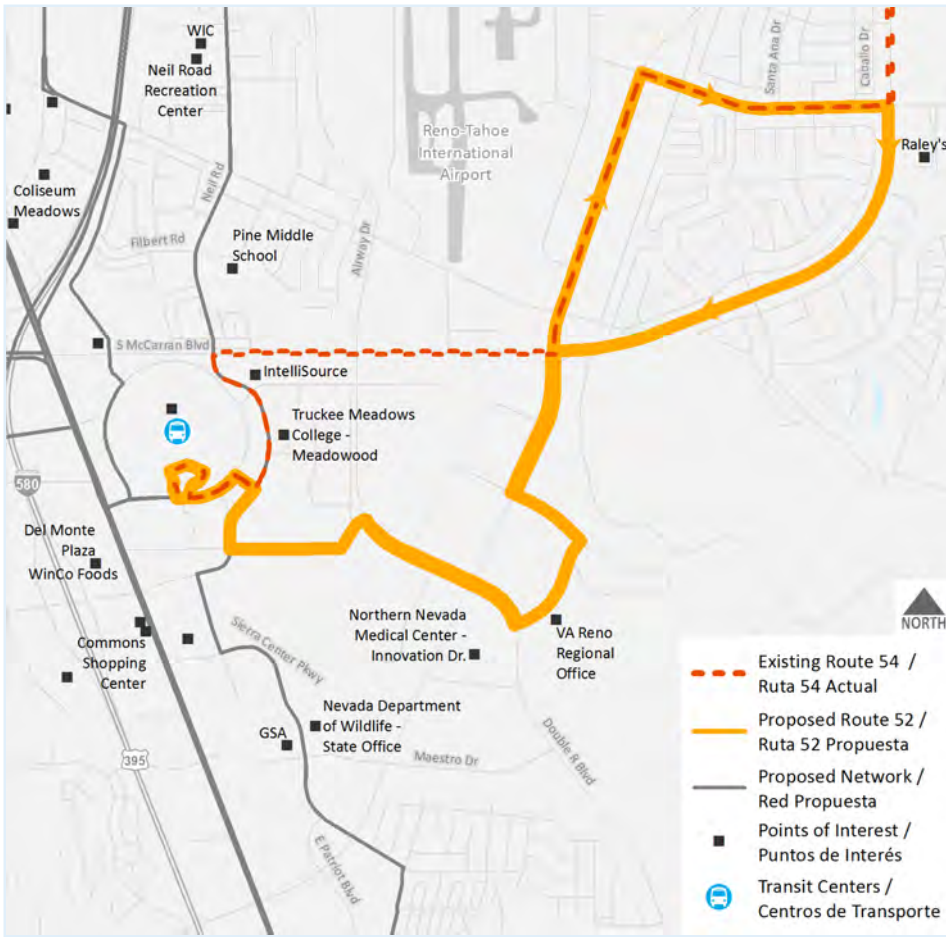 WIC
Neil Road
Recreation
Center
Santa Ana Dr
Caballo Dr
Reno-Tahoe
International
Airport
Raley's
Coliseum
Meadows
Neil Rd
Filbert Rd
Pine Middle
School
Airway Dr
S McCarran Blvd
IntelliSource
Truckee Meadows
College -
Meadowood
580
Del Monte
Plaza
WinCo Foods
Northern Nevada
Medical Center -
Innovation Dr.
VA Reno
Regional
Office
Commons
Shopping
Center
Sierra Center Pkwy
Nevada Department
of Wildlife -
State Office
GSA
Maestro Dr
Double R Blvd
395
E Patriot Blvd
NORTH
Existing Route 54 /
Ruta 54 Actual
Proposed Route 52 /
Ruta 52 Propuesta
Proposed Network /
Red Propuesta
Points of Interest /
Puntos de Interés
Transit Centers /
Centros de Transporte